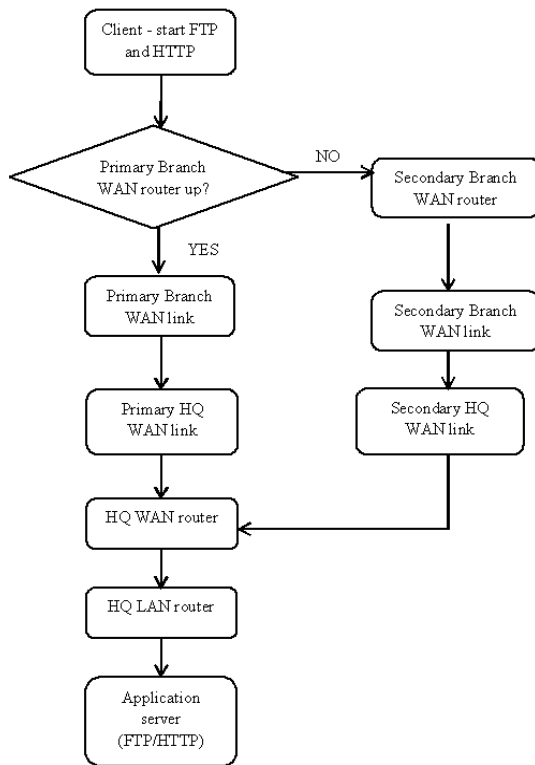 Client - start FTP
and HTTP
Primary Branch
WAN router up?
NO
Secondary Branch
WAN router
YES
Primary Branch
WAN link
Secondary Branch
WAN link
Primary HQ
WAN link
Secondary HQ
WAN link
HQ WAN router
HQ LAN router
Application
server
(FTP/HTTP)